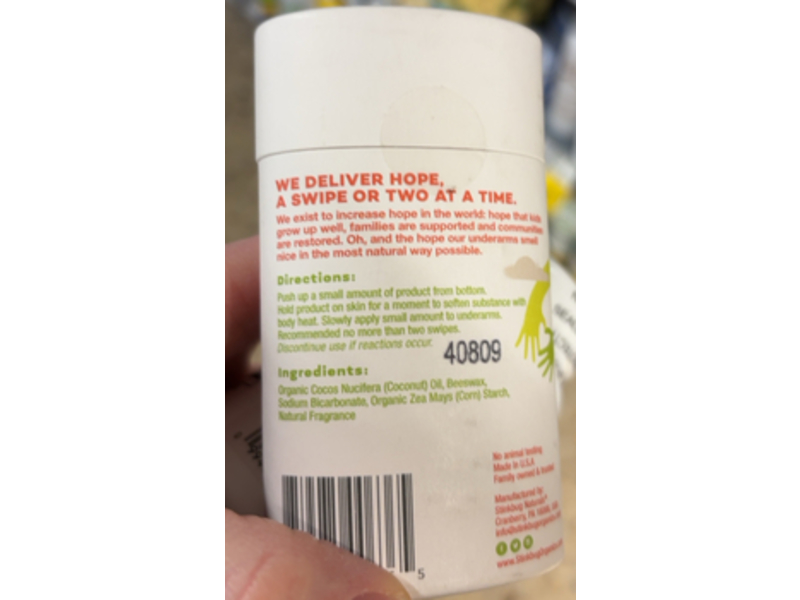 WE DELIVER HOPE,
A SWIPE OR TWO AT A TIME.
We exist to increase hope in the world: hope that kids
grow up well, families are supported and communities
are restored. Oh, and the hope our underarms smell
nice in the most natural way possible.
Directions:
Push up a small amount of product from bottom.
Hold product on skin for a moment to soften substance with
body heat. Slowly apply small amount to underarms.
Recommended no more than two swipes.
Discontinue use if reactions occur.
40809
Ingredients:
Organic Cocos Nucifera (Coconut) Oil, Beeswax,
Sodium Bicarbonate, Organic Zea Mays (Corn) Starch,
Natural Fragrance
No animal testing
Made in U.S.A
Family owned &
Manufactured by:
Stinkbug Naturals
Cranberry, PA
5